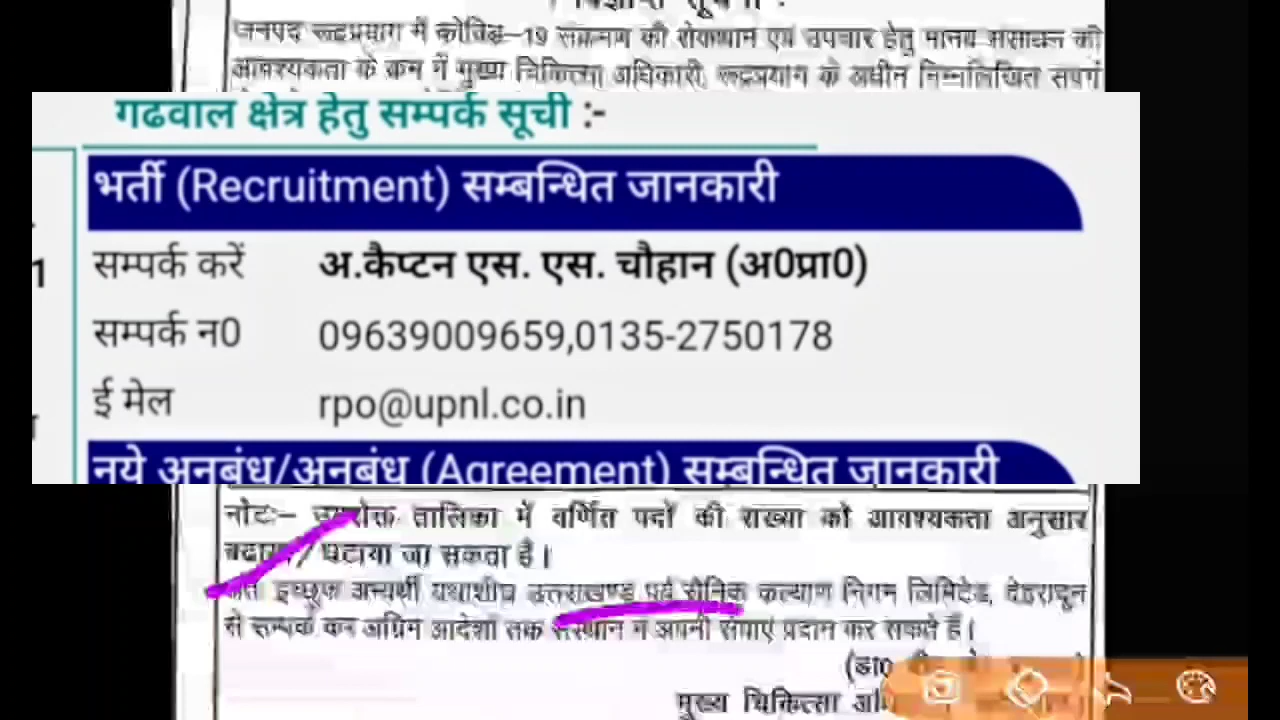 जनपद रूद्रप्रयाग में कोविड–19 संक्रमण की रोकथाम एवं उपचार हेतु मानव संसाधन की
आवश्यकता के क्रम में मुख्य चिकित्सा अधिकारी, रूद्रप्रयाग के अधीन निम्नलिखित संवर्ग
गढवाल क्षेत्र हेतु सम्पर्क सूची :-
भर्ती (Recruitment) सम्बन्धित जानकारी
1
सम्पर्क करें अ.कैप्टन एस. एस. चौहान (अ0प्रा0)
सम्पर्क न0 09639009659,0135-2750178
ई मेल rpo@upnl.co.in
नये अनुबंध/अनुबंध (Agreement) सम्बन्धित जानकारी
नोटः– उपरोक्त तालिका में वर्णित पदों की संख्या को आवश्यकता अनुसार
बढाया/घटाया जा सकता है।
इच्छुक अभ्यर्थी यथाशीघ्र उत्तराखण्ड पूर्व सैनिक कल्याण निगम लिमिटेड, देहरादून
से सम्पर्क कर अग्रिम आदेशों तक संस्थान में अपनी सेवाएं प्रदान कर सकते हैं।
(डा0
मुख्य चिकित्सा